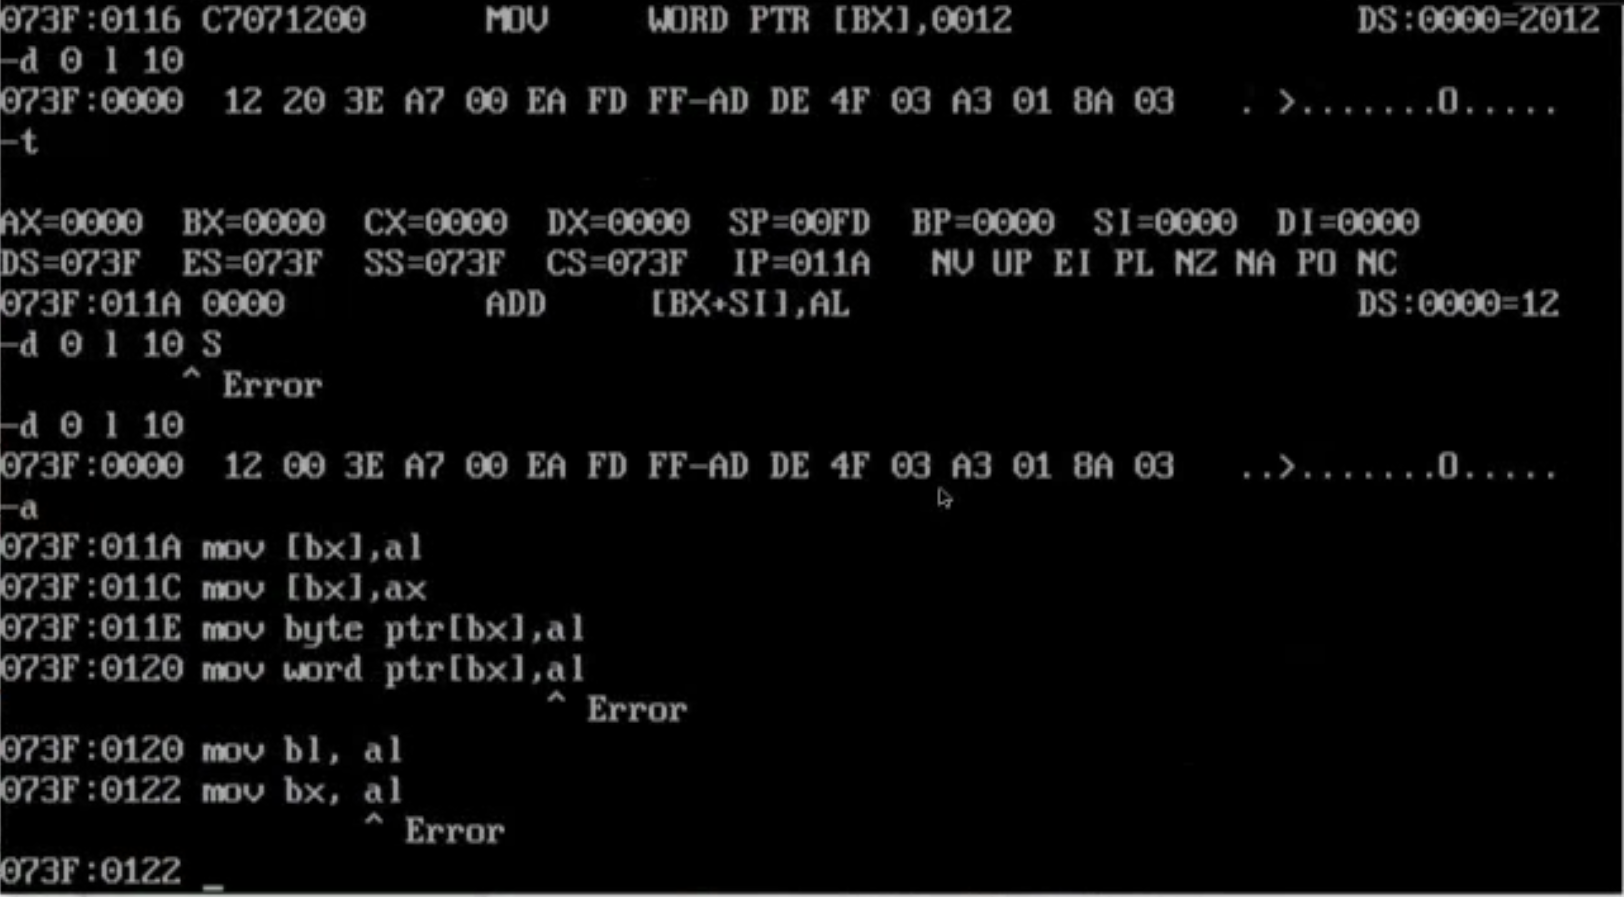 073F:0116 C7071200      MOV     WORD PTR [BX],0012                 DS:0000=2012
-d 0 l 10
073F:0000  12 20 3E A7 00 EA FD FF-AD DE 4F 03 A3 01 8A 03   . >.......O.....
-t
AX=0000  BX=0000  CX=0000  DX=0000  SP=00FD  BP=0000  SI=0000  DI=0000
DS=073F  ES=073F  SS=073F  CS=073F  IP=011A   NV UP EI PL NZ NA PO NC
073F:011A 0000          ADD     [BX+SI],AL                         DS:0000=12
-d 0 l 10 S
         ^ Error
-d 0 l 10
073F:0000  12 00 3E A7 00 EA FD FF-AD DE 4F 03 A3 01 8A 03   ..>.......O.....
-a
073F:011A mov [bx],al
073F:011C mov [bx],ax
073F:011E mov byte ptr[bx],al
073F:0120 mov word ptr[bx],al
                           ^ Error
073F:0120 mov bl, al
073F:0122 mov bx, al
                  ^ Error
073F:0122 _